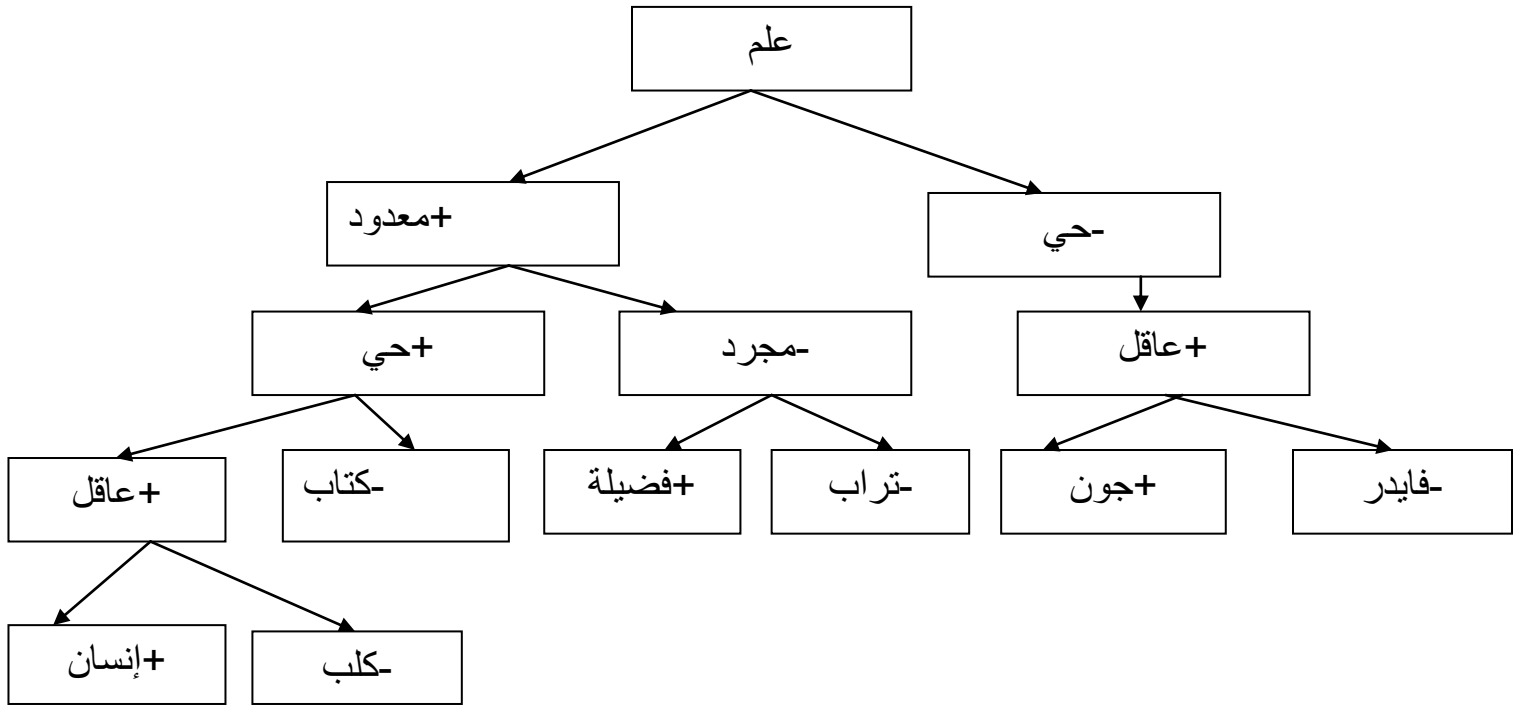 علم
+معدود
-حي
+حي
-مجرد
+عاقل
+عاقل
-كتاب
+فضيلة
-تراب
+جون
-فايدر
+إنسان
-كلب